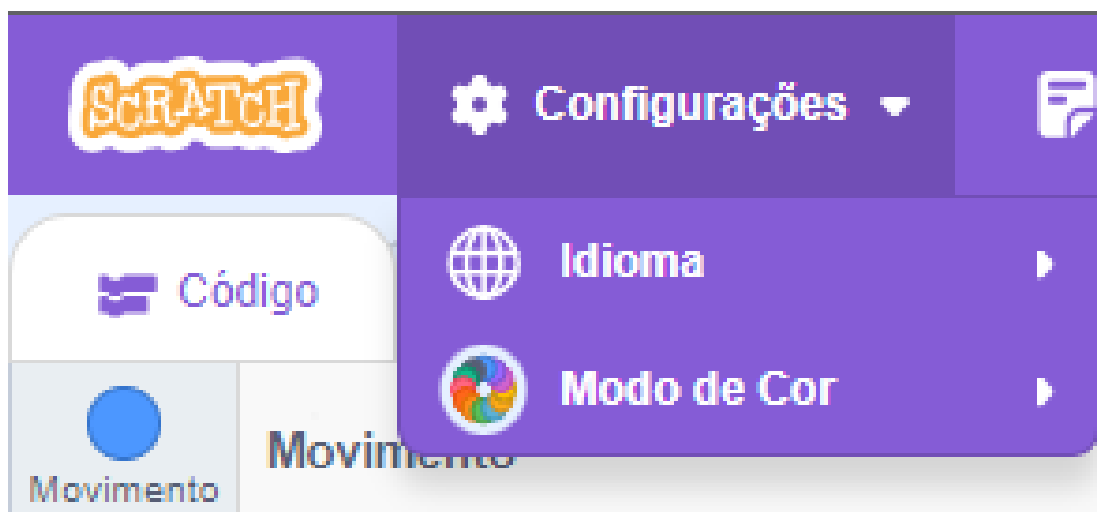 SCRATCH
Configurações
Idioma
Código
Modo de Cor
Movimento
Movimento